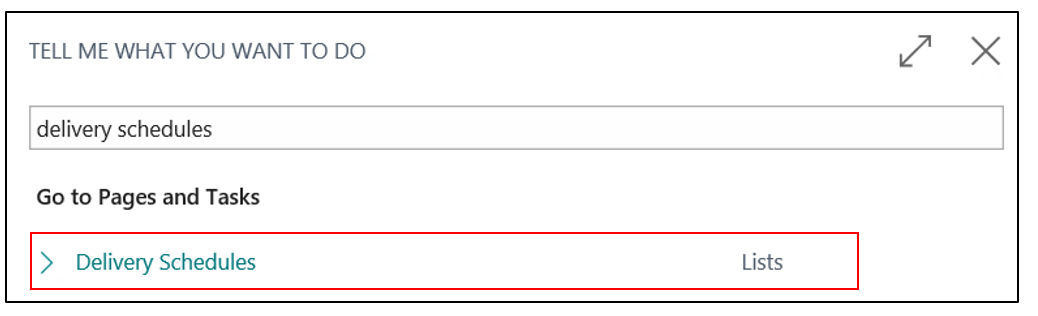 TELL ME WHAT YOU WANT TO DO
delivery schedules
Go to Pages and Tasks
Delivery Schedules Lists